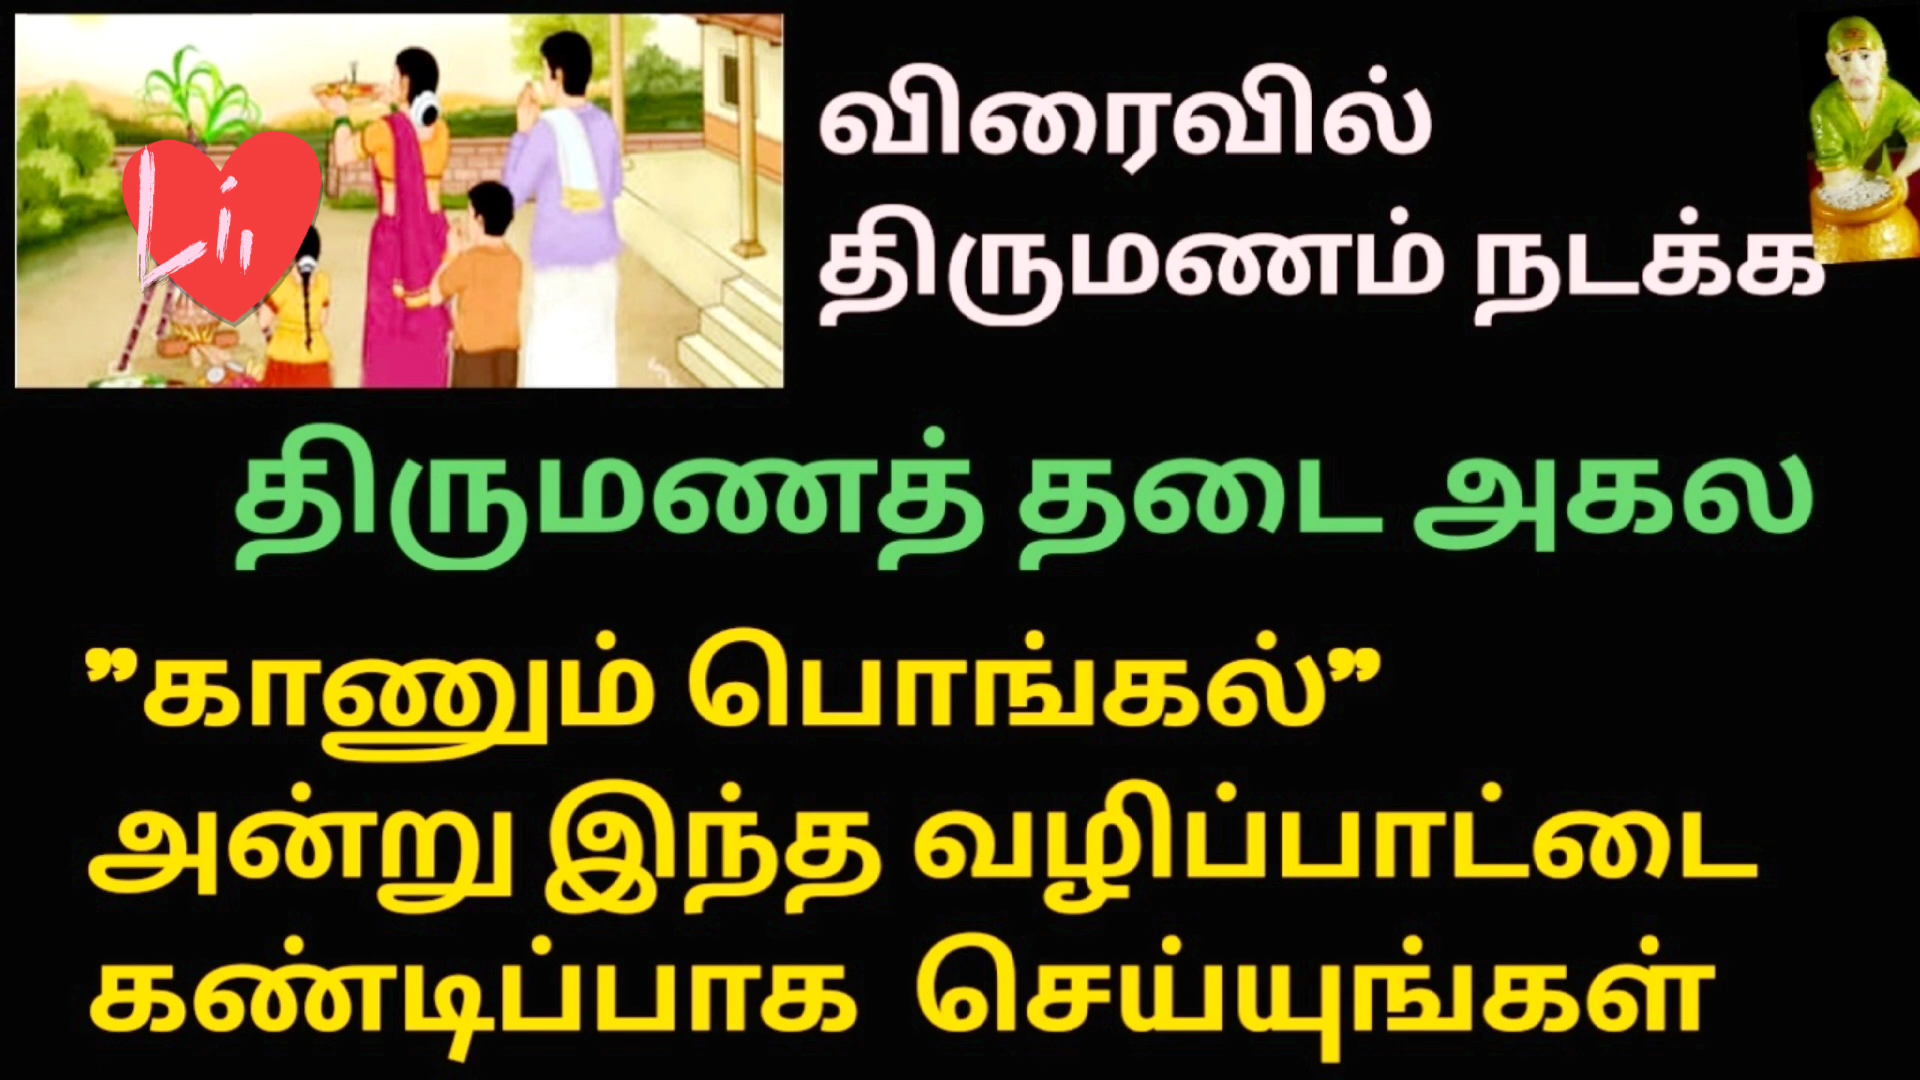 விரைவில்
திருமணம் நடக்க
திருமணத் தடை அகல
”காணும் பொங்கல்”
அன்று இந்த வழிப்பாட்டை
கண்டிப்பாக செய்யுங்கள்